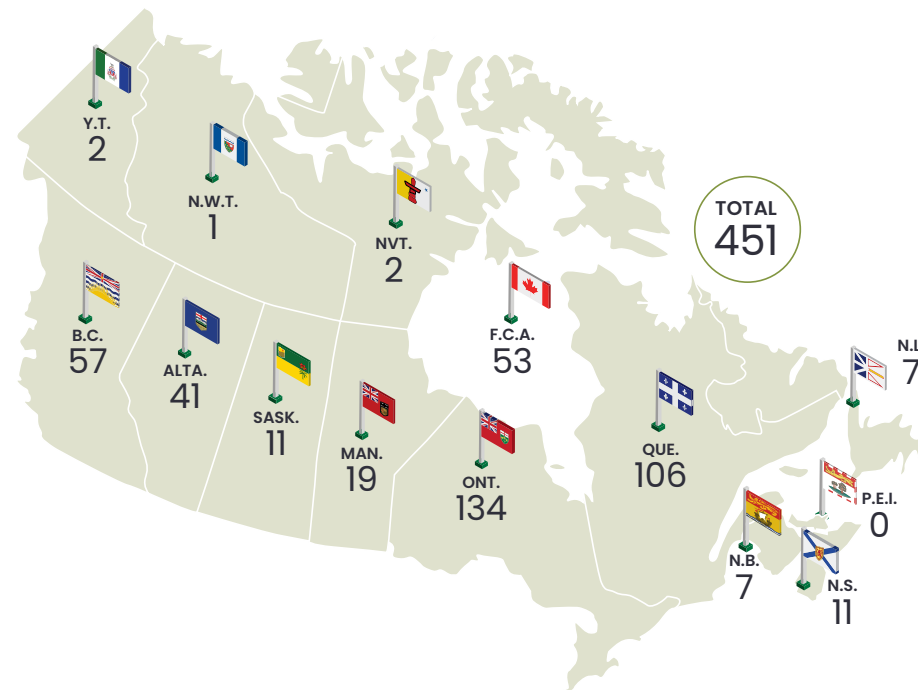 Y.T.
2
N.W.T.
1
NVT.
2
TOTAL
451
B.C.
57
ALTA.
41
SASK.
11
MAN.
19
ONT.
134
F.C.A.
53
QUE.
106
N.L
7
P.E.I.
0
N.B.
7
N.S.
11